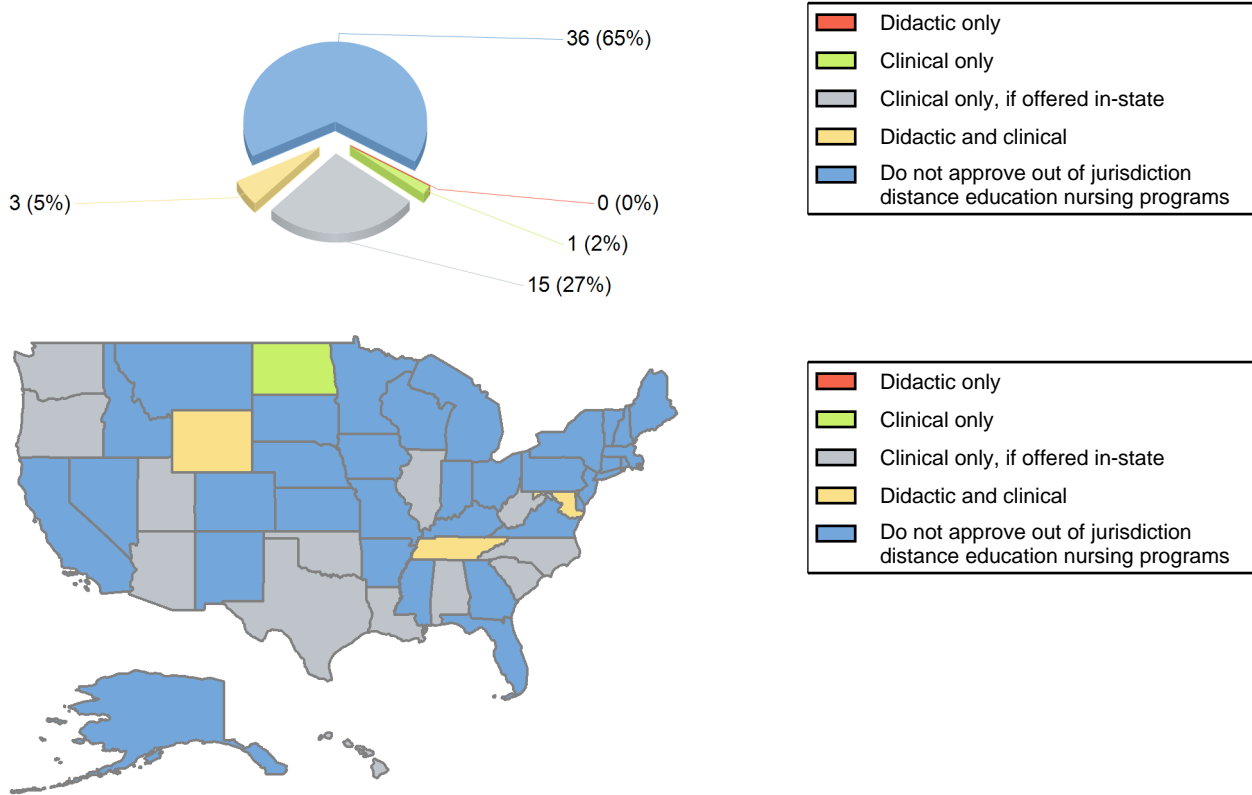 36 (65%)
3 (5%)
0 (0%)
1 (2%)
15 (27%)
Didactic only
Clinical only
Clinical only, if offered in-state
Didactic and clinical
Do not approve out of jurisdiction
distance education nursing programs
Didactic only
Clinical only
Clinical only, if offered in-state
Didactic and clinical
Do not approve out of jurisdiction
distance education nursing programs